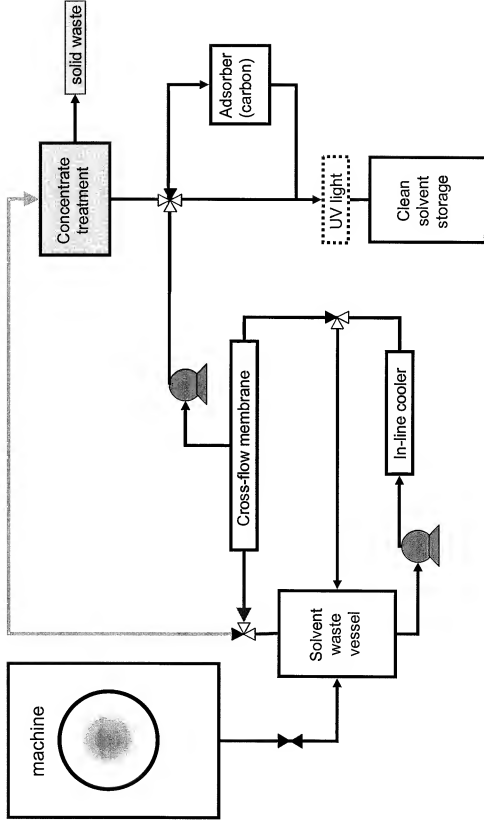 machine
Solvent
waste
vessel
In-line cooler
Cross-flow membrane
Concentrate
treatment
solid waste
Adsorber
(carbon)
UV light
Clean
solvent
storage